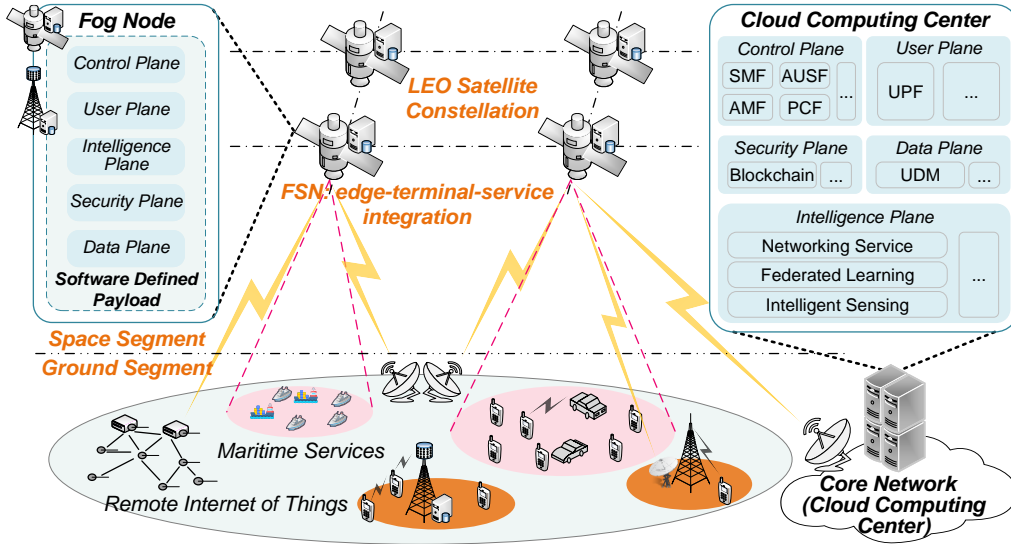 Fog Node
Control Plane
User Plane
Intelligence
Plane
Security Plane
Data Plane
Software Defined
Payload
LEO Satellite
Constellation
FSN: edge-terminal-service
integration
Cloud Computing Center
Control Plane
SMF
AUSF
AMF
PCF
...
User Plane
UPF
...
Security Plane
Blockchain
...
Data Plane
UDM
...
Intelligence Plane
Networking Service
Federated Learning
Intelligent Sensing
...
Space Segment
Ground Segment
Maritime Services
Remote Internet of Things
Core Network
(Cloud Computing
Center)